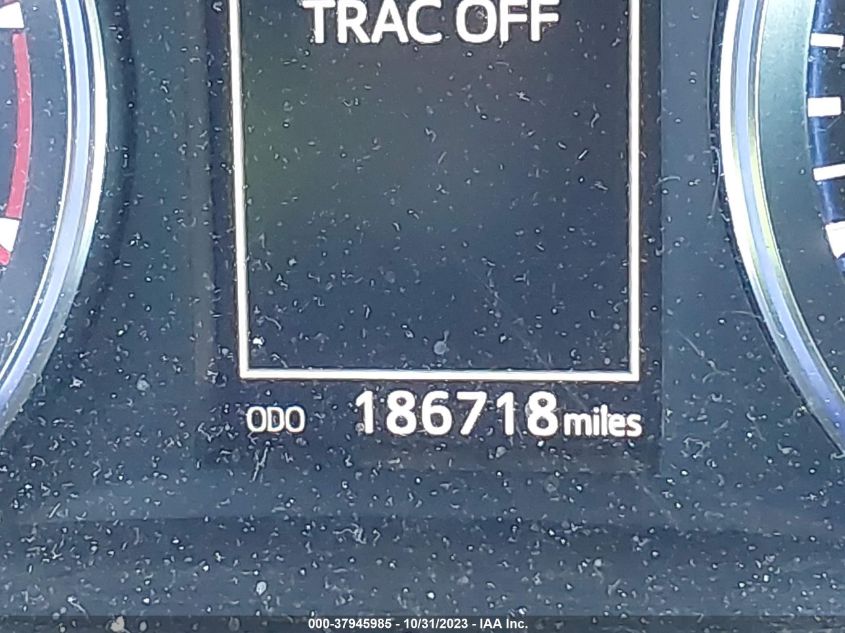 TRAC OFF
ODO 186718 miles
000-37945985 - 10/31/2023 - IAA Inc.